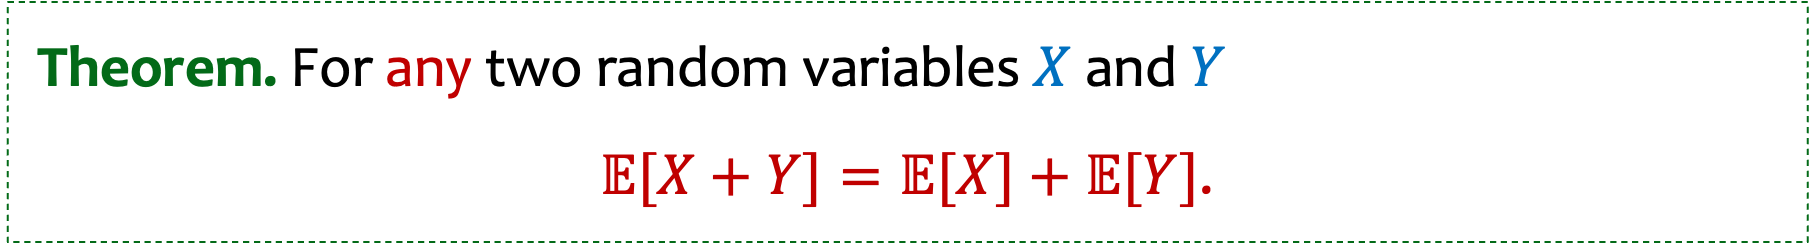 Theorem. For any two random variables X and Y
𝔼[X + Y] = 𝔼[X] + 𝔼[Y].